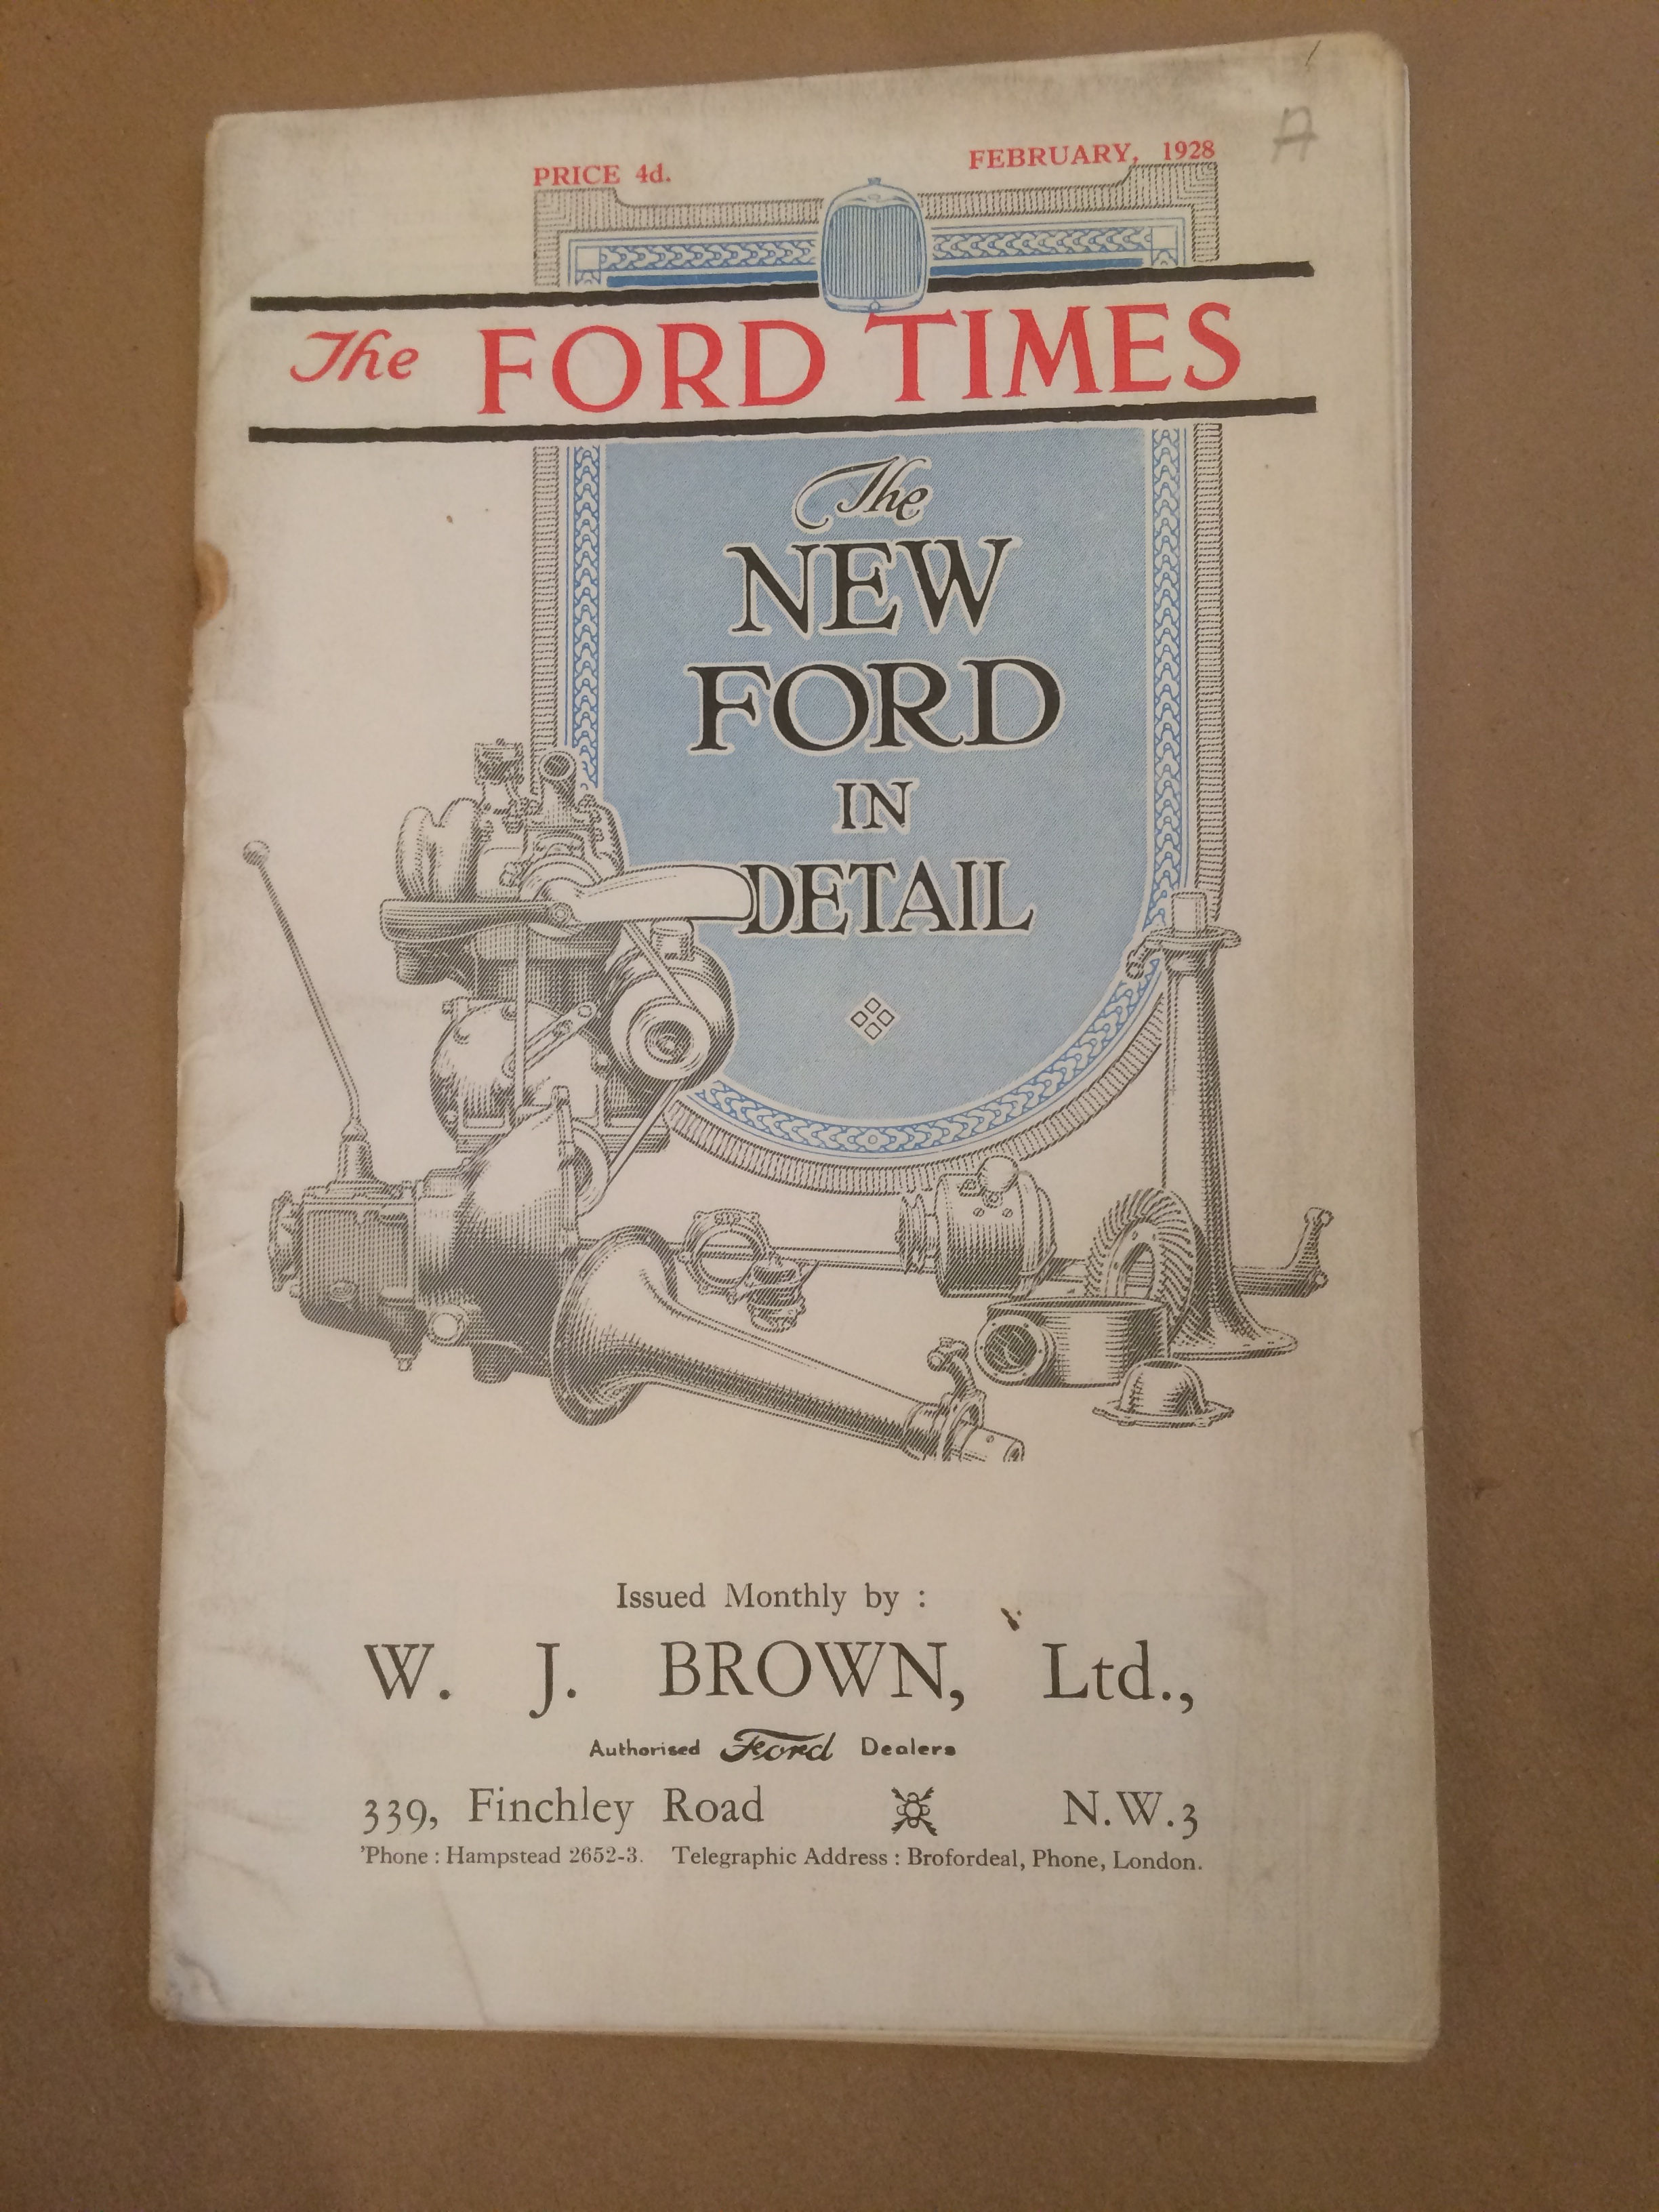 A
PRICE 4d. FEBRUARY, 1928
The FORD TIMES
The
NEW
FORD
IN
DETAIL
Issued Monthly by :
W. J. BROWN, Ltd.,
Authorised Ford Dealers
339, Finchley Road N.W.3
'Phone : Hampstead 2652-3. Telegraphic Address : Brofordeal, Phone, London.